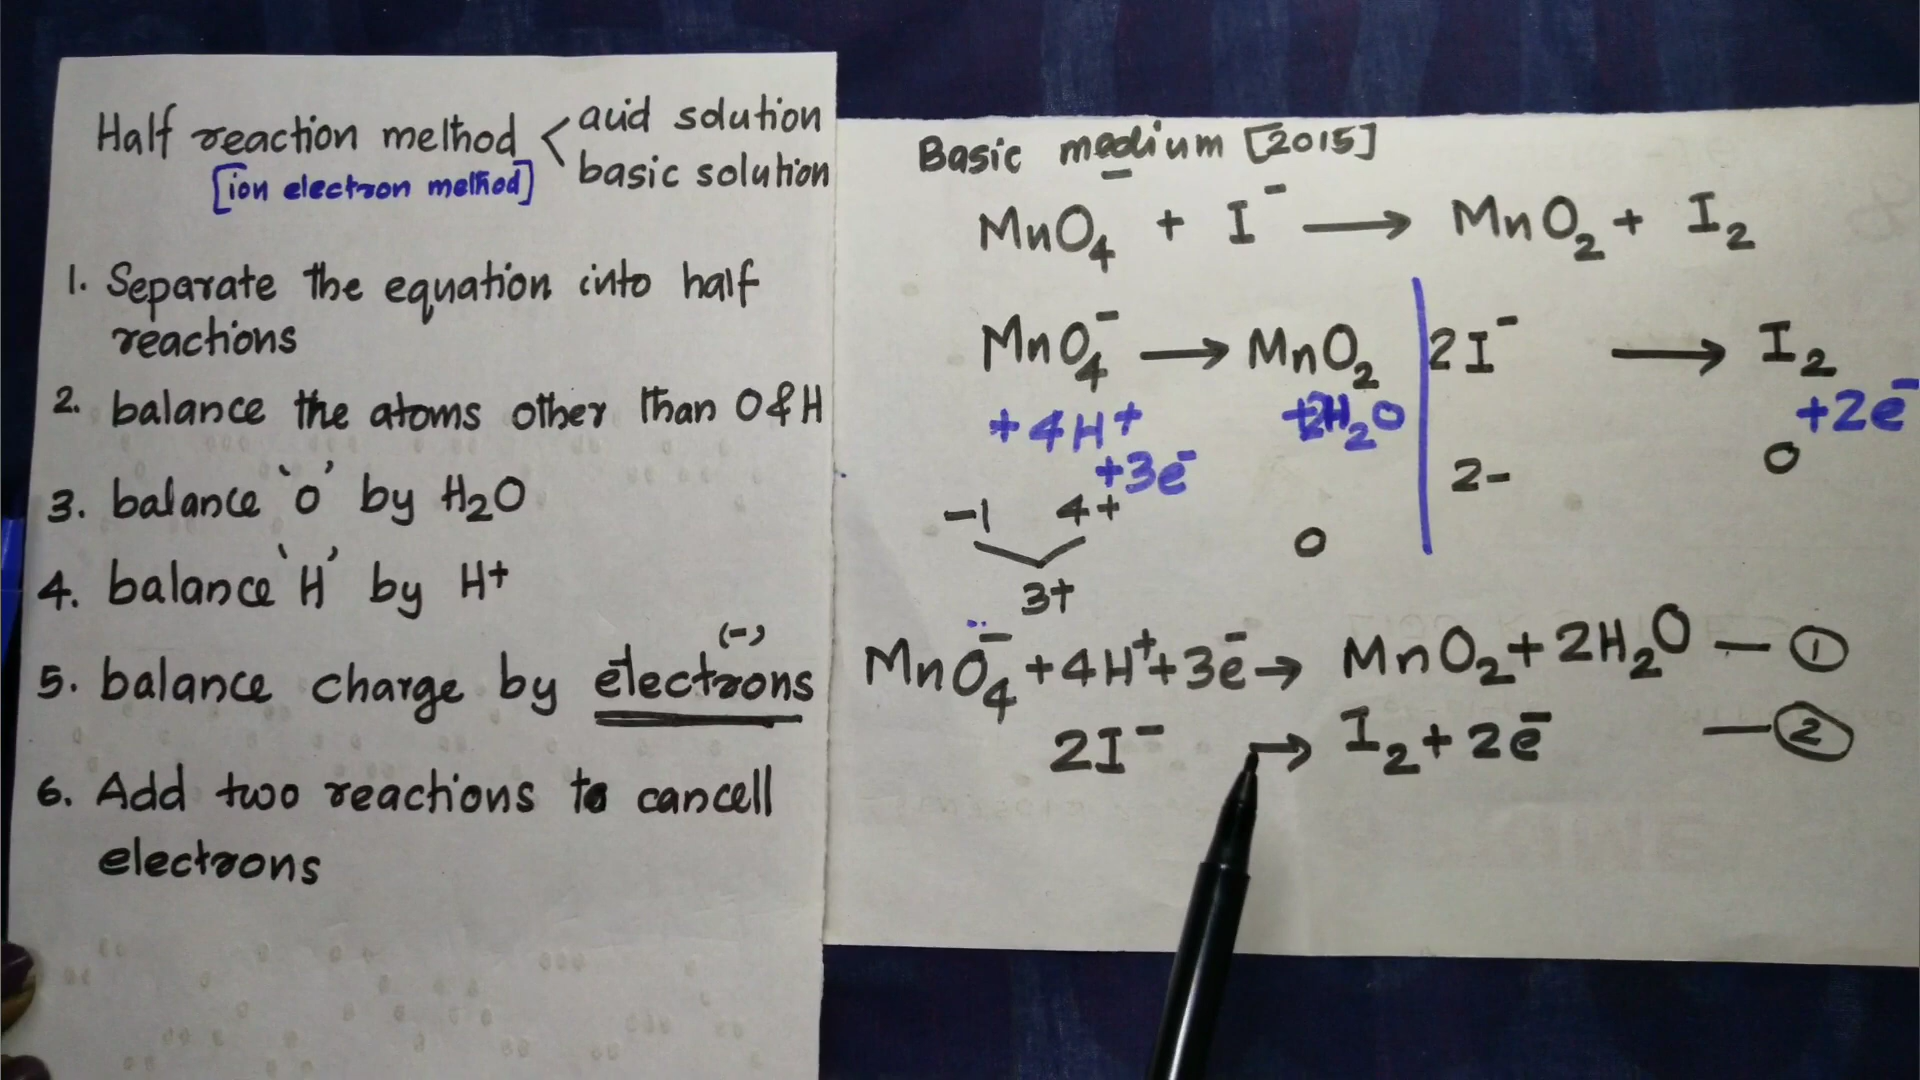 Half reaction method < acid solution
basic solution
[ion electron method]
1. Separate the equation into half
reactions
2. balance the atoms other than O & H
3. balance 'o' by H2O
4. balance 'H' by H+
5. balance charge by electrons
(-)
6. Add two reactions to cancell
electrons
Basic medium [2015]
MnO₄⁻ + I⁻ → MnO₂ + I₂
MnO₄⁻ → MnO₂ | 2I⁻ → I₂
+4H⁺ +2H₂O +2e⁻
+3e⁻ 2- 0
-1 4+ 0
3+
MnO₄⁻ + 4H⁺ + 3e⁻ → MnO₂ + 2H₂O — ①
2I⁻ → I₂ + 2e⁻ — ②